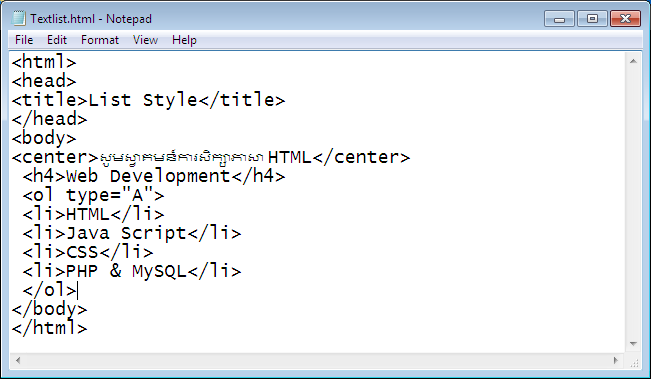 Textlist.html - Notepad
File Edit Format View Help
<html>
<head>
<title>List Style</title>
</head>
<body>
<center>សូមស្វាគមន៍ការសិក្សាភាសា HTML</center>
<h4>Web Development</h4>
<ol type="A">
<li>HTML</li>
<li>Java Script</li>
<li>CSS</li>
<li>PHP & MySQL</li>
</ol>
</body>
</html>